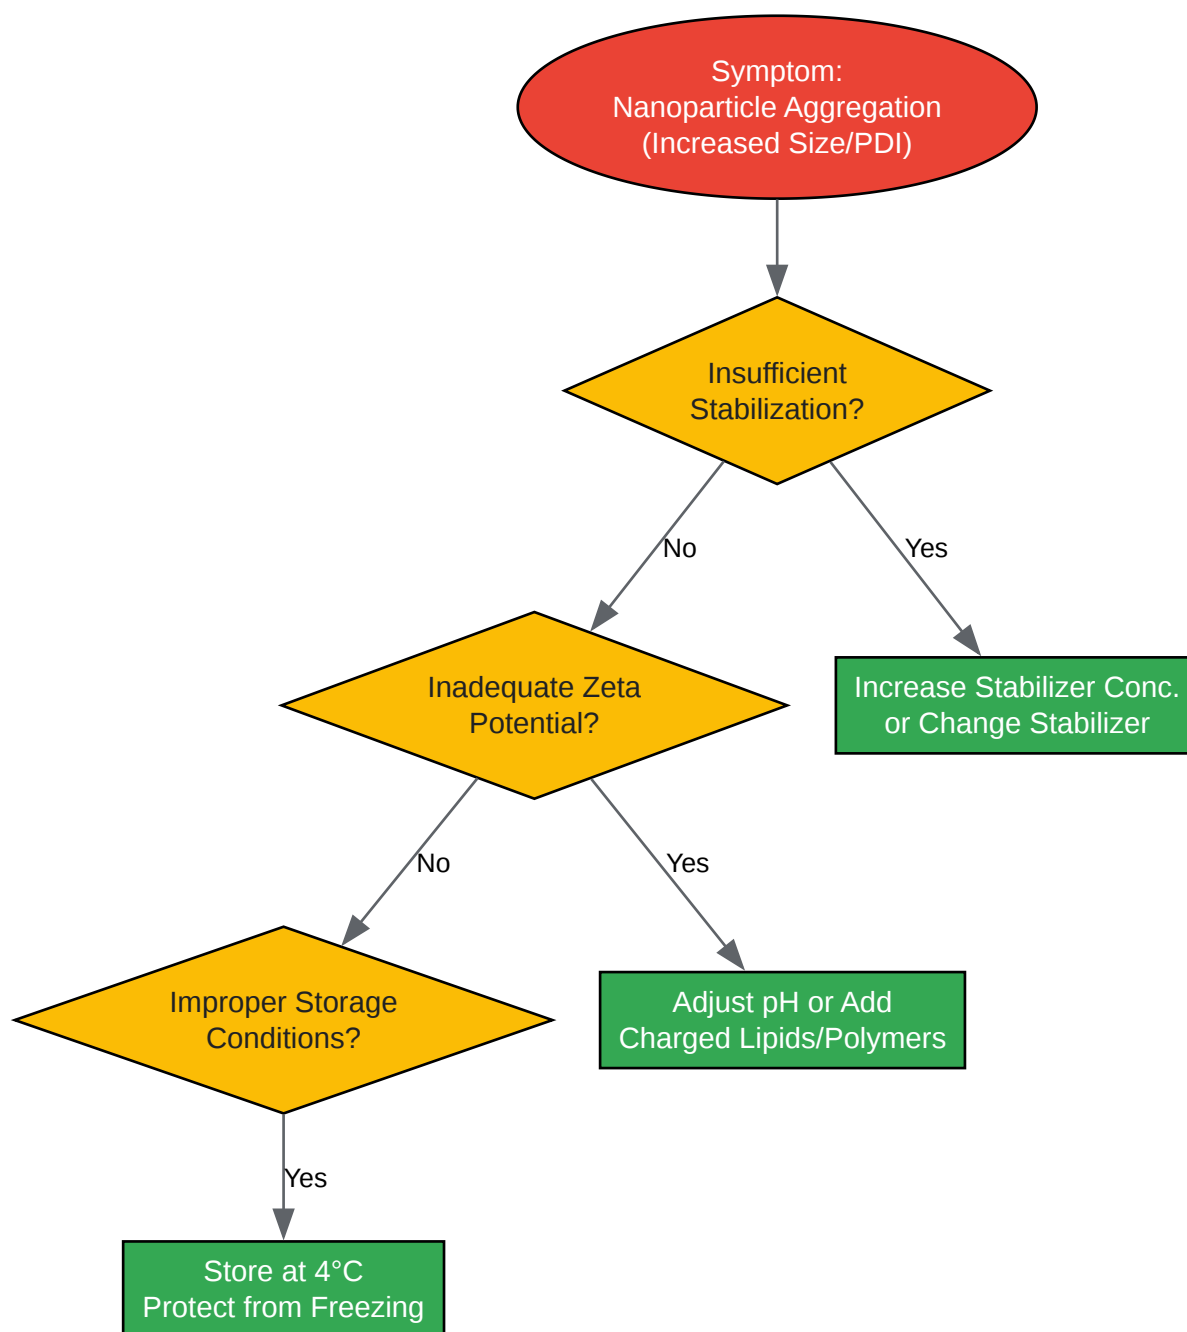 Symptom:
Nanoparticle Aggregation
(Increased Size/PDI)
Insufficient
Stabilization?
No
Yes
Inadequate Zeta
Potential?
Increase Stabilizer Conc.
or Change Stabilizer
No
Yes
Improper Storage
Conditions?
Adjust pH or Add
Charged Lipids/Polymers
Yes
Store at 4°C
Protect from Freezing